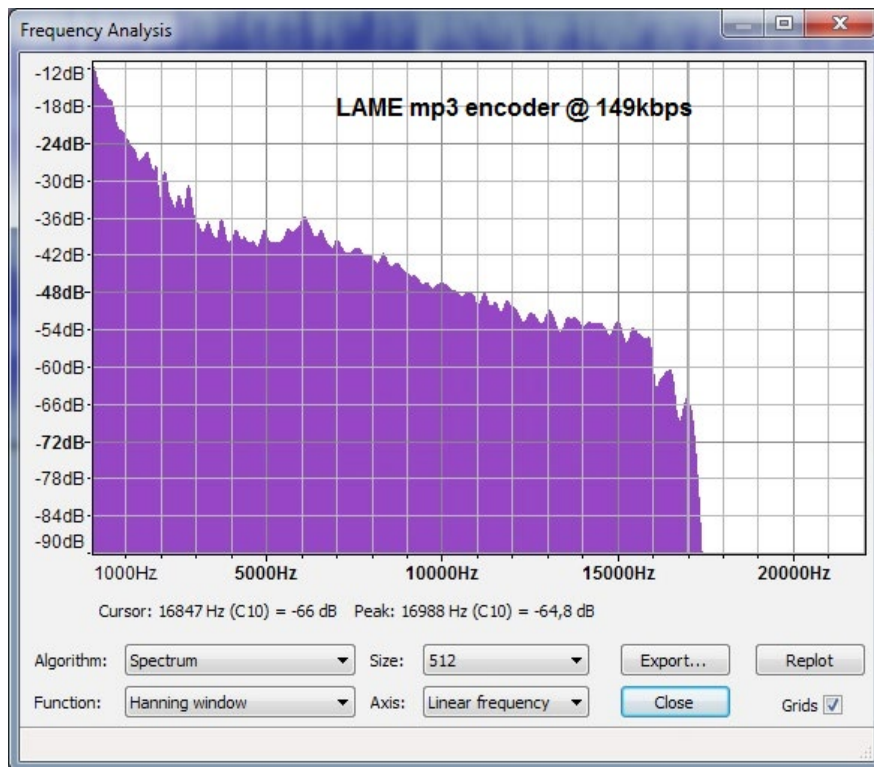 Frequency Analysis
LAME mp3 encoder @ 149kbps
-12dB
-18dB
-24dB
-30dB
-36dB
-42dB
-48dB
-54dB
-60dB
-66dB
-72dB
-78dB
-84dB
-90dB
1000Hz 5000Hz 10000Hz 15000Hz 20000Hz
Cursor: 16847 Hz (C10) = -66 dB Peak: 16988 Hz (C10) = -64,8 dB
Algorithm: Spectrum Size: 512 Export... Replot
Function: Hanning window Axis: Linear frequency Close Grids